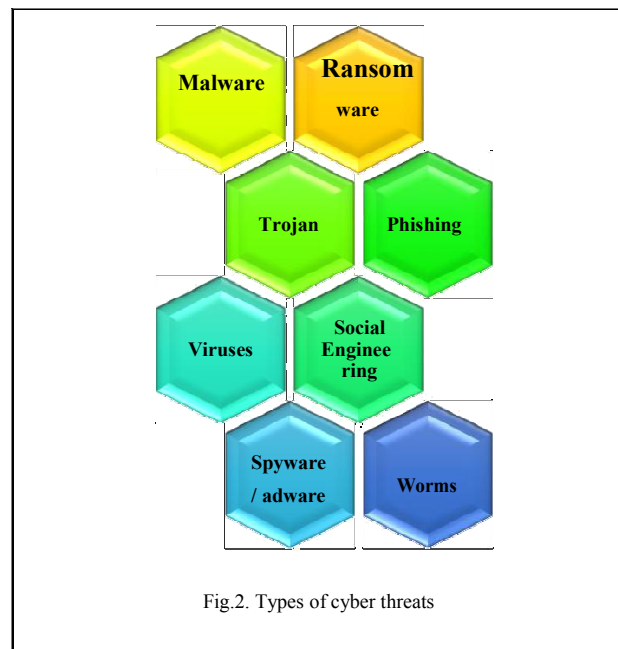 Malware
Ransom
ware
Trojan
Phishing
Viruses
Social
Enginee
ring
Spyware
/ adware
Worms
Fig.2. Types of cyber threats